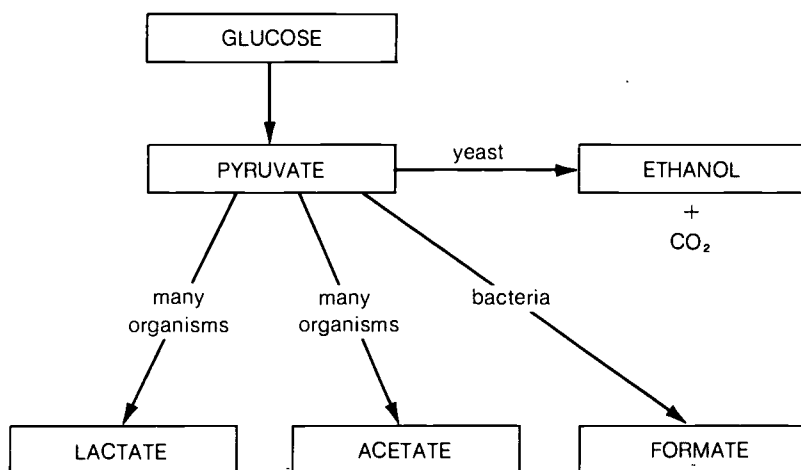 GLUCOSE
PYRUVATE
yeast
ETHANOL
+
CO₂
many
organisms
many
organisms
bacteria
LACTATE
ACETATE
FORMATE